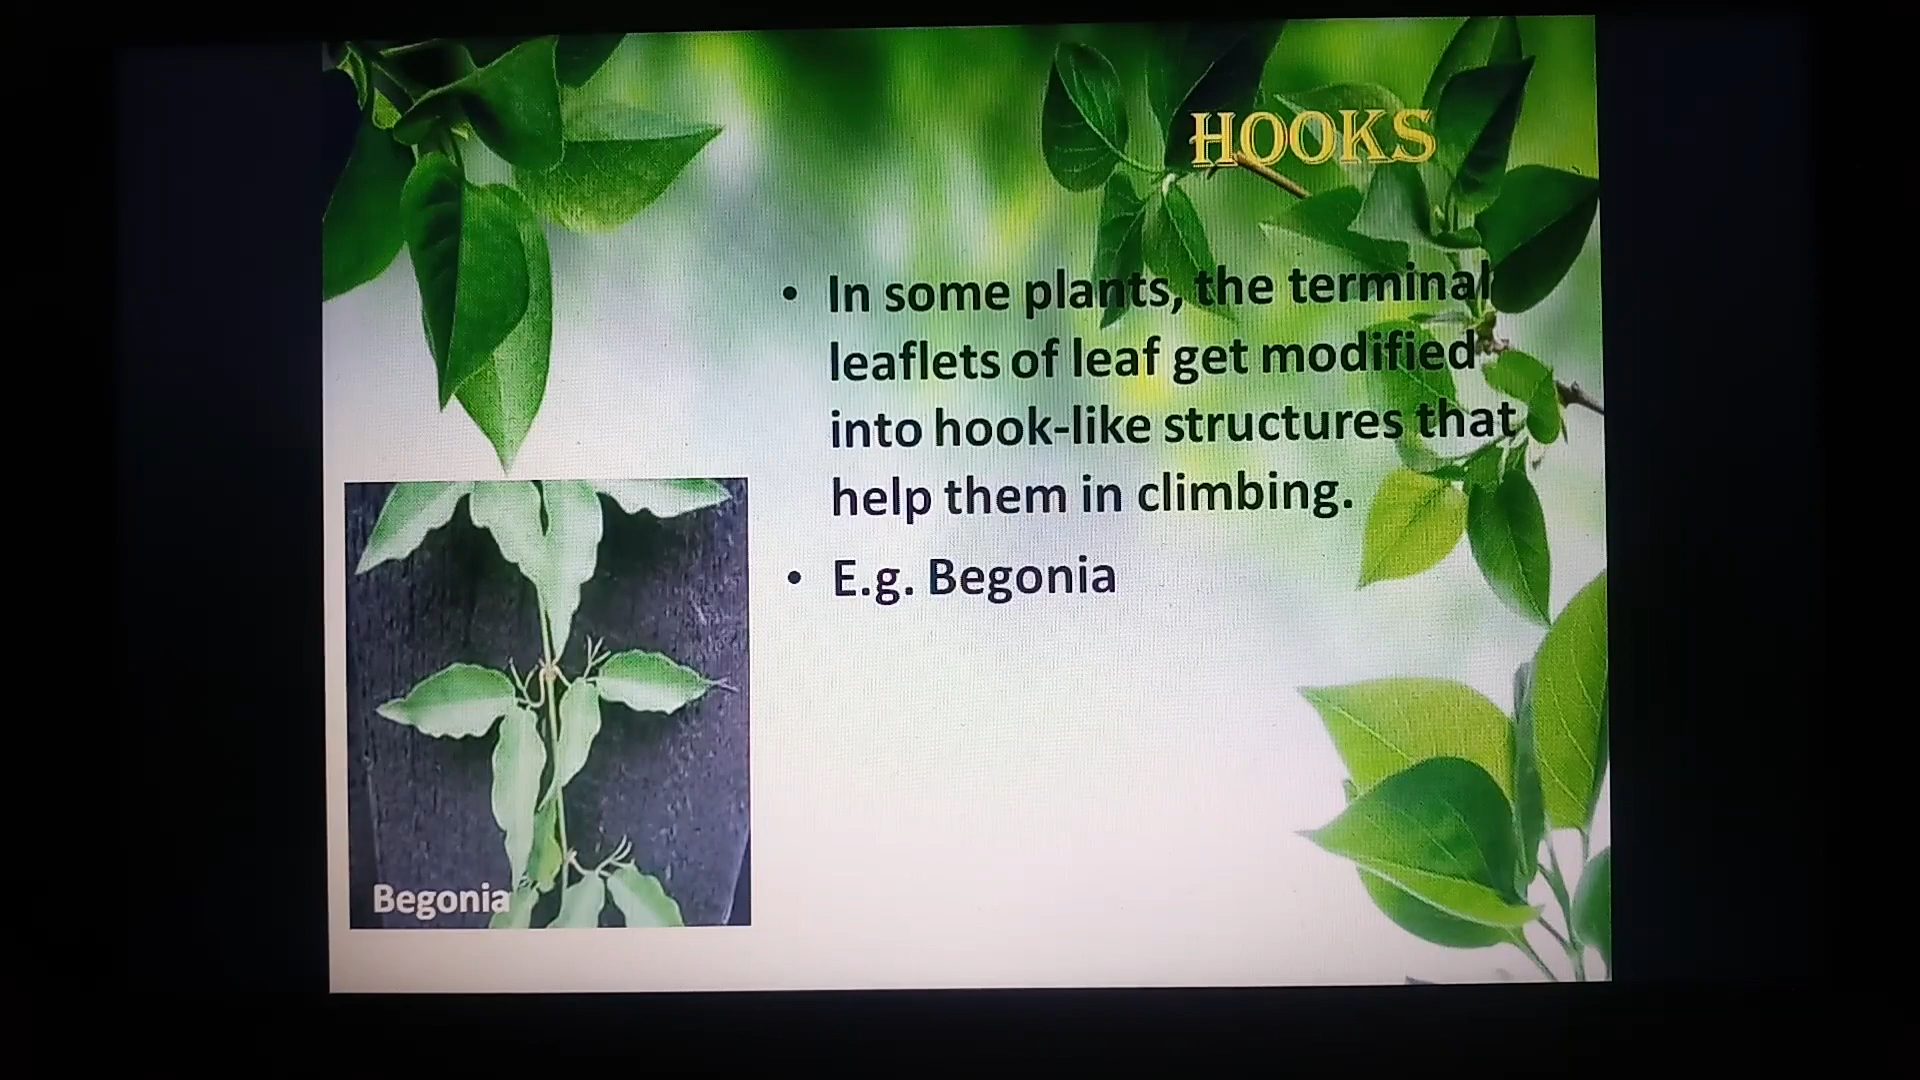 HOOKS
• In some plants, the terminal
leaflets of leaf get modified
into hook-like structures that
help them in climbing.
• E.g. Begonia
Begonia